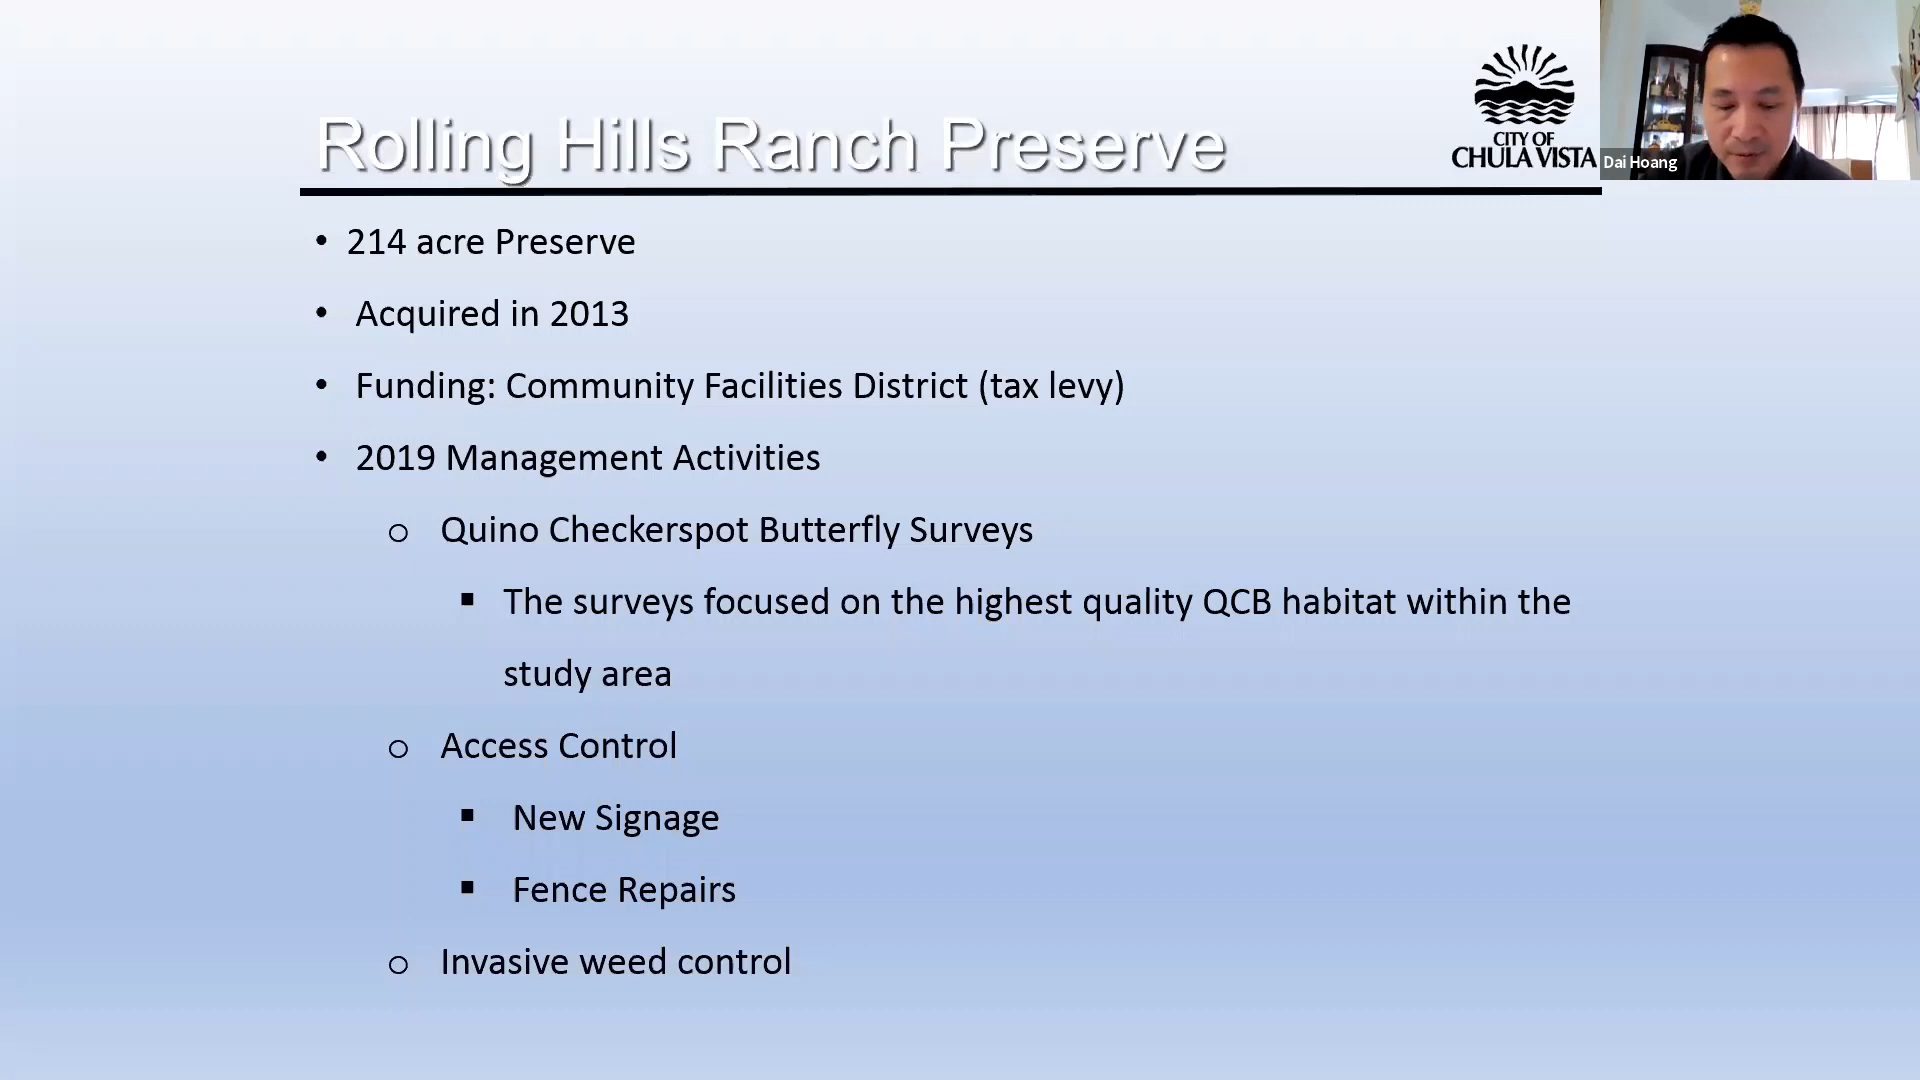 Rolling Hills Ranch Preserve
CITY OF
CHULA VISTA
Dai Hoang
• 214 acre Preserve
• Acquired in 2013
• Funding: Community Facilities District (tax levy)
• 2019 Management Activities
o Quino Checkerspot Butterfly Surveys
▪ The surveys focused on the highest quality QCB habitat within the
study area
o Access Control
▪ New Signage
▪ Fence Repairs
o Invasive weed control